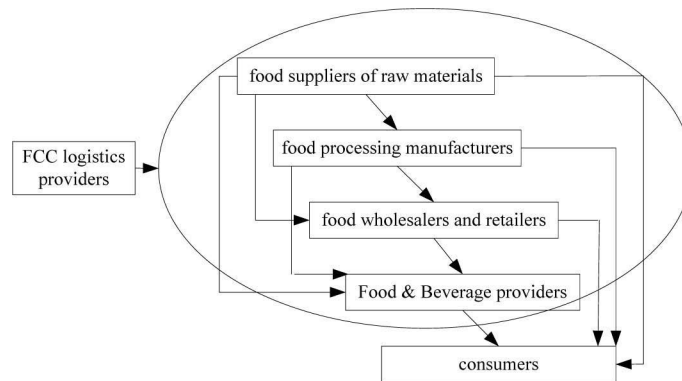 food suppliers of raw materials
food processing manufacturers
FCC logistics
providers
food wholesalers and retailers
Food & Beverage providers
consumers